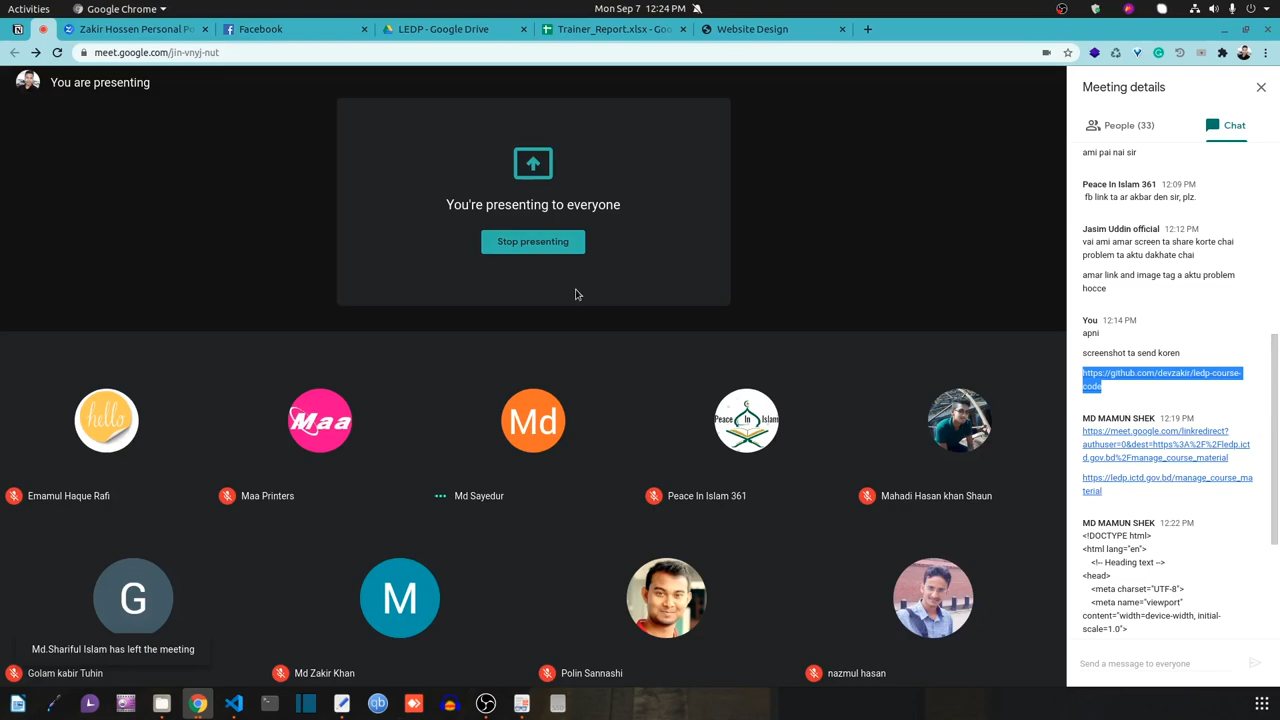 Activities
Google Chrome
Mon Sep 7 12:24 PM
Zakir Hossen Personal Po
Facebook
LEDP - Google Drive
Trainer_Report.xlsx - Goo
Website Design
meet.google.com/jin-vnyj-nut
You are presenting
You're presenting to everyone
Stop presenting
hello
Maa
Md
Peace In Islam
Emamul Haque Rafi
Maa Printers
Md Sayedur
Peace In Islam 361
Mahadi Hasan khan Shaun
G
M
Md.Shariful Islam has left the meeting
Golam kabir Tuhin
Md Zakir Khan
Polin Sannashi
nazmul hasan
Meeting details
People (33)
Chat
ami pai nai sir
Peace In Islam 361 12:09 PM
fb link ta ar akbar den sir, plz.
Jasim Uddin official 12:12 PM
vai ami amar screen ta share korte chai
problem ta aktu dakhate chai
amar link and image tag a aktu problem
hocce
You 12:14 PM
apni
screenshot ta send koren
https://github.com/devzakir/ledp-course-
code
MD MAMUN SHEK 12:19 PM
https://meet.google.com/linkredirect?
authuser=0&dest=https%3A%2F%2Fledp.ict
d.gov.bd%2Fmanage_course_material
https://ledp.ictd.gov.bd/manage_course_ma
terial
MD MAMUN SHEK 12:22 PM
<!DOCTYPE html>
<html lang="en">
<!-- Heading text -->
<head>
<meta charset="UTF-8">
<meta name="viewport"
content="width=device-width, initial-
scale=1.0">
Send a message to everyone